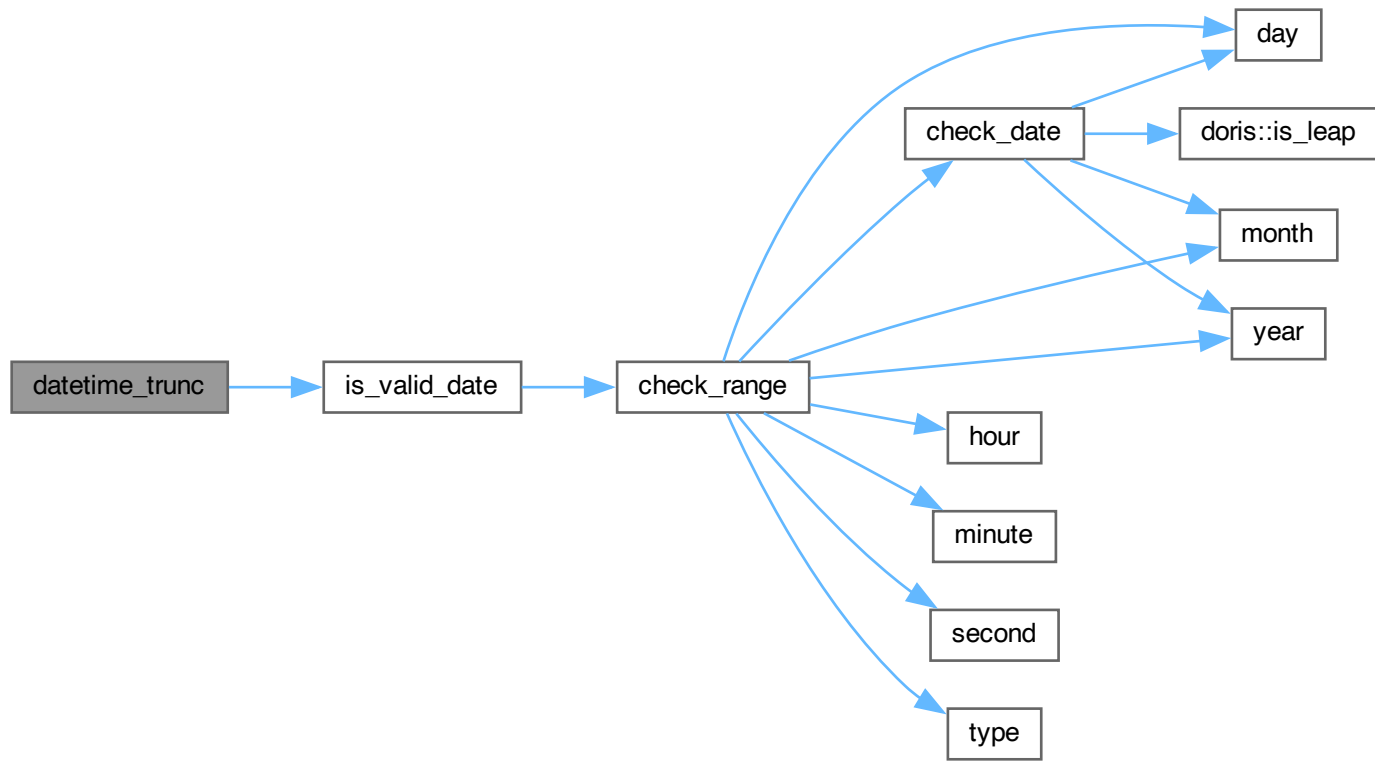 day
check_date
doris::is_leap
month
year
datetime_trunc
is_valid_date
check_range
hour
minute
second
type